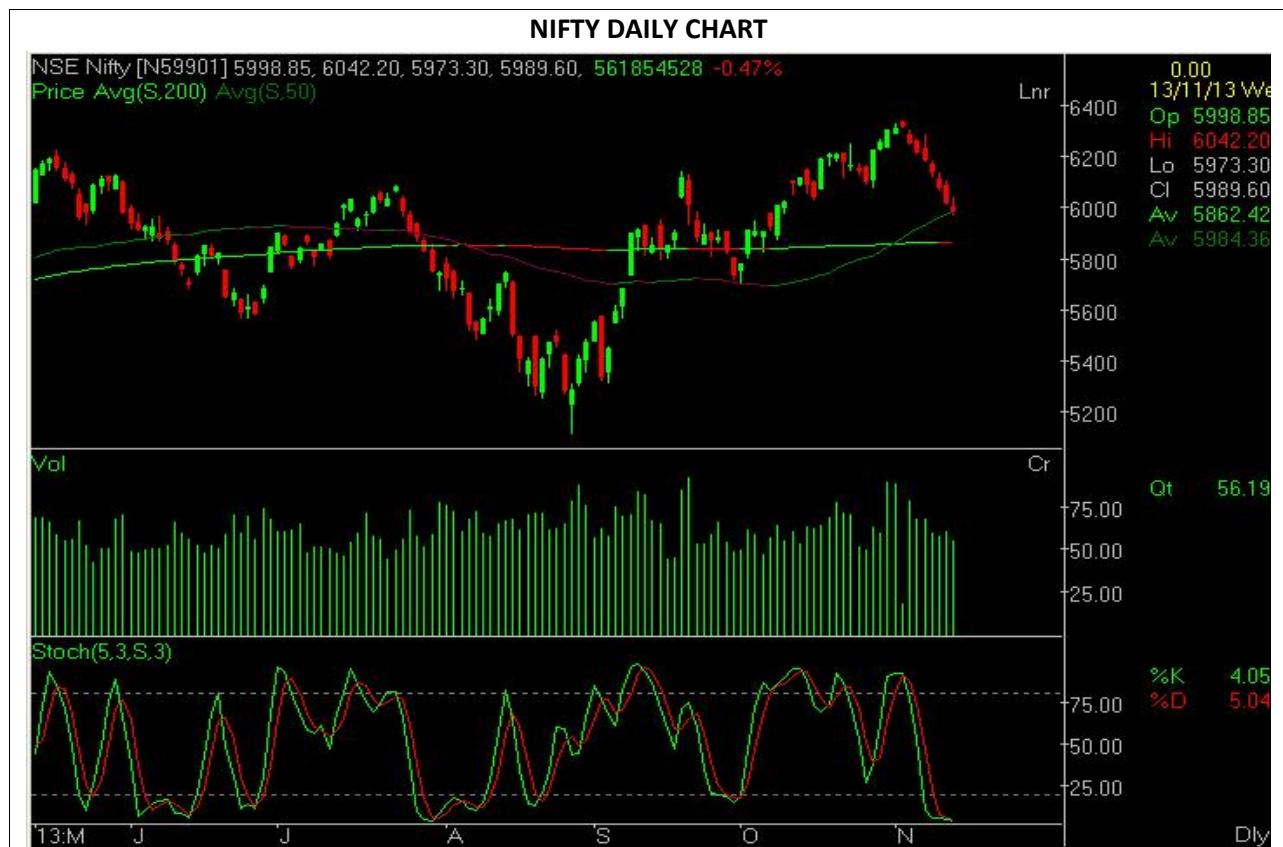 NIFTY DAILY CHART
NSE Nifty [N59901] 5998.85, 6042.20, 5973.30, 5989.60, 561854528 -0.47%
Price Avg(S,200) Avg(S,50)
Lnr
6400
6200
6000
5800
5600
5400
5200
0.00
13/11/13 We
Op 5998.85
Hi 6042.20
Lo 5973.30
Cl 5989.60
Av 5862.42
Av 5984.36
Vol
Cr
75.00
50.00
25.00
Qt 56.19
Stoch(5,3,S,3)
75.00
50.00
25.00
%K 4.05
%D 5.04
13:M J J A S O N
Dly